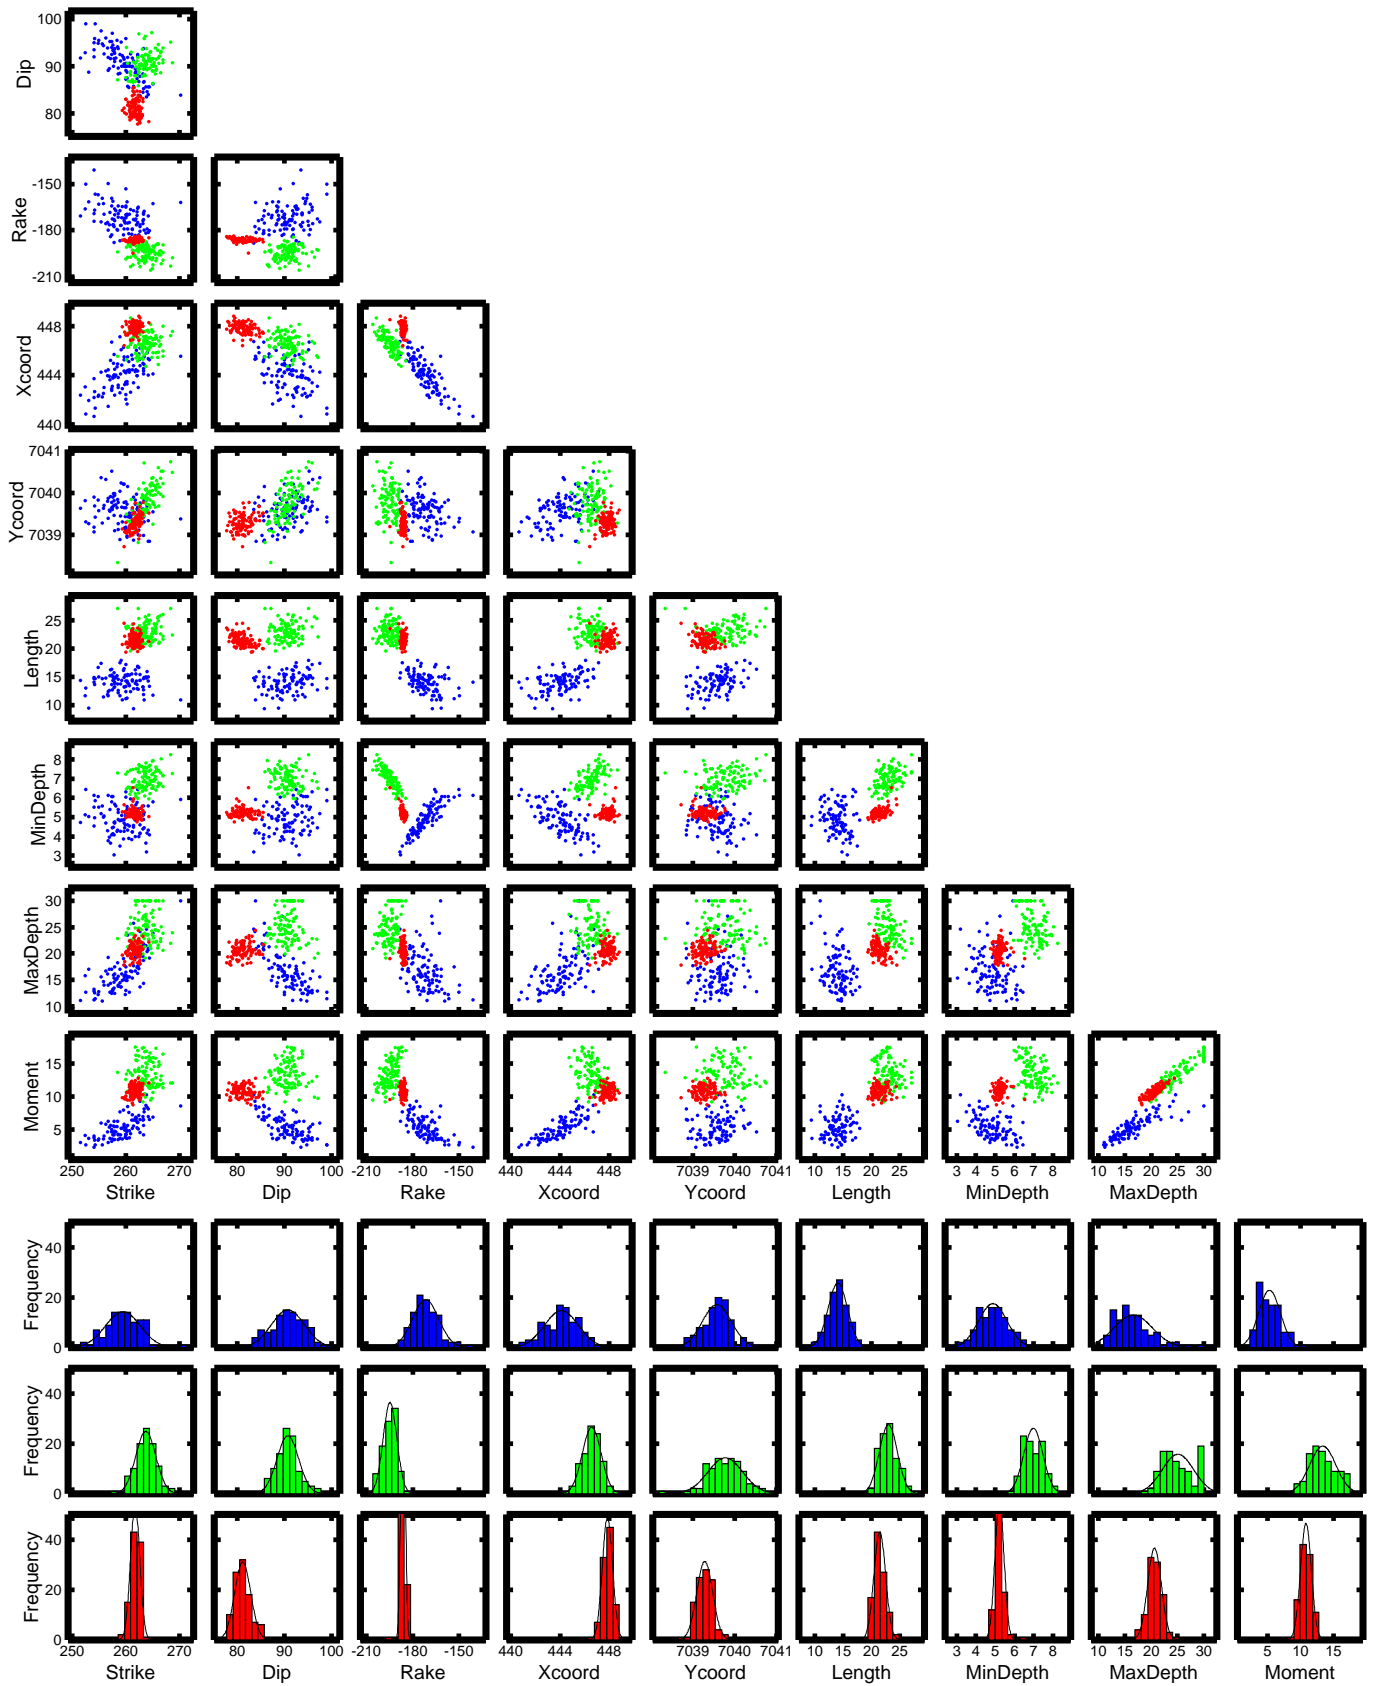 100
90
80
Dip
-150
-180
-210
Rake
448
444
440
Xcoord
7041
7040
7039
Ycoord
25
20
15
10
Length
8
7
6
5
4
3
MinDepth
30
25
20
15
10
MaxDepth
15
10
5
Moment
250 260 270 80 90 100 -210 -180 -150 440 444 448 7039 7040 7041 10 15 20 25 3 4 5 6 7 8 10 15 20 25 30
Strike Dip Rake Xcoord Ycoord Length MinDepth MaxDepth
40
20
0
Frequency
40
20
0
Frequency
40
20
0
Frequency
250 260 270 80 90 100 -210 -180 -150 440 444 448 7039 7040 7041 10 15 20 25 3 4 5 6 7 8 10 15 20 25 30 5 10 15
Strike Dip Rake Xcoord Ycoord Length MinDepth MaxDepth Moment